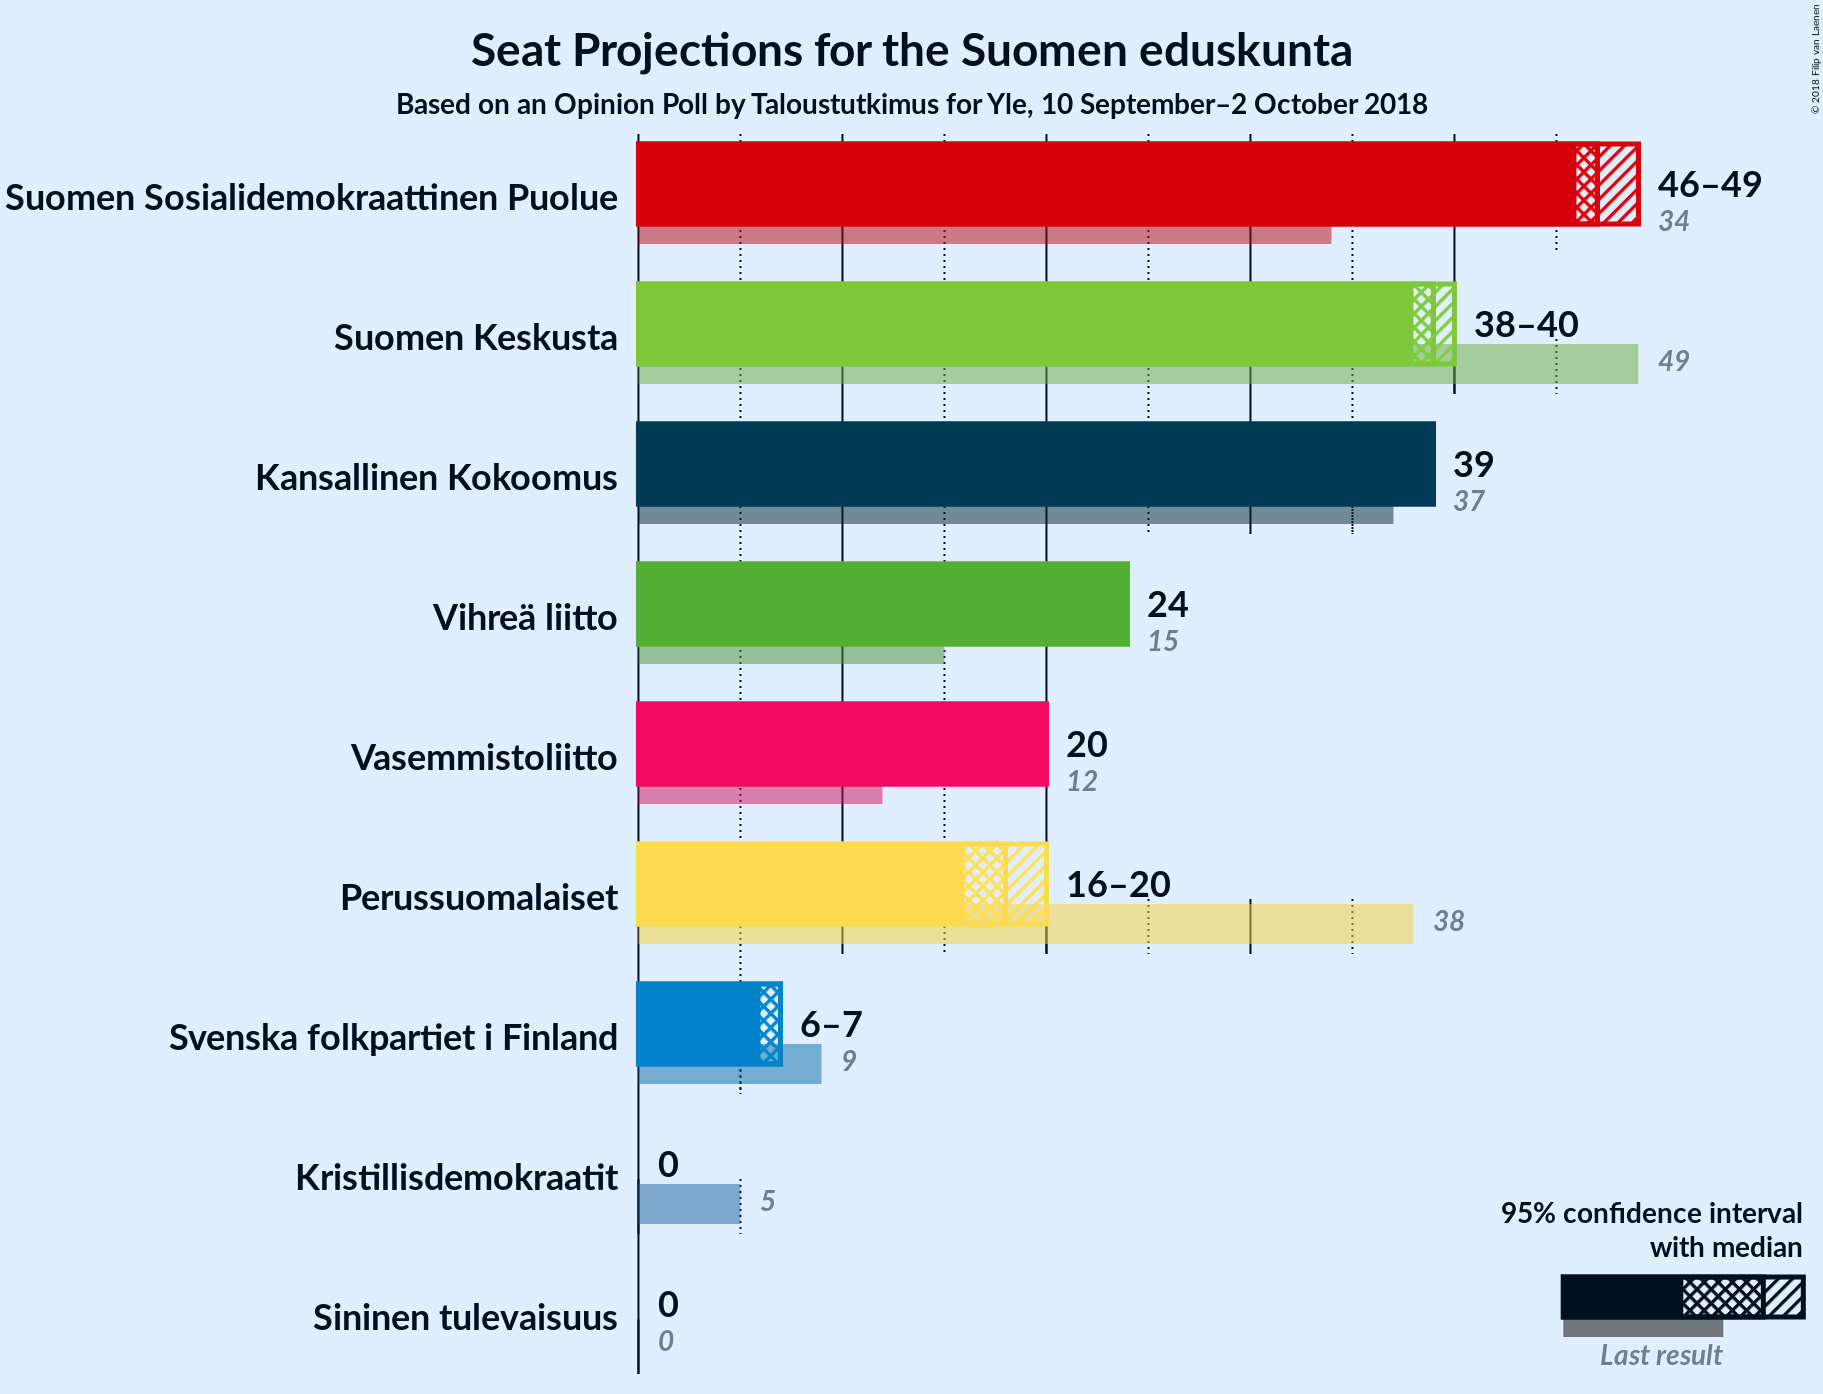 Seat Projections for the Suomen eduskunta
Based on an Opinion Poll by Taloustutkimus for Yle, 10 September–2 October 2018
© 2018 Filip van Laenen
Suomen Sosialidemokraattinen Puolue
46–49
34
Suomen Keskusta
38–40
49
Kansallinen Kokoomus
39
37
Vihreä liitto
24
15
Vasemmistoliitto
20
12
Perussuomalaiset
16–20
38
Svenska folkpartiet i Finland
6–7
9
Kristillisdemokraatit
0
5
Sininen tulevaisuus
0
0
95% confidence interval
with median
Last result